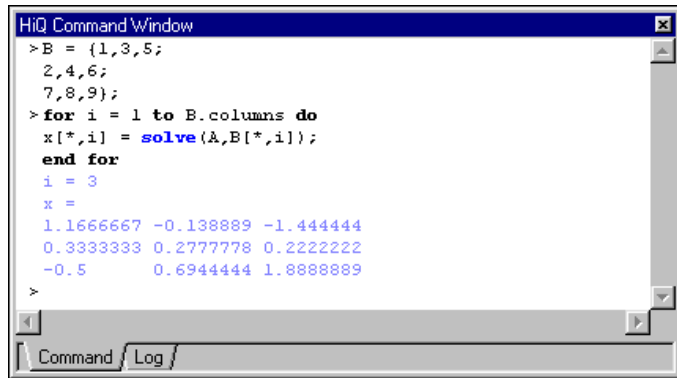 HiQ Command Window
>B = {1,3,5;
2,4,6;
7,8,9};
>for i = 1 to B.columns do
x[*,i] = solve(A,B[*,i]);
end for
i = 3
x =
1.1666667 -0.138889 -1.444444
0.3333333 0.2777778 0.2222222
-0.5 0.6944444 1.8888889
>
Command Log